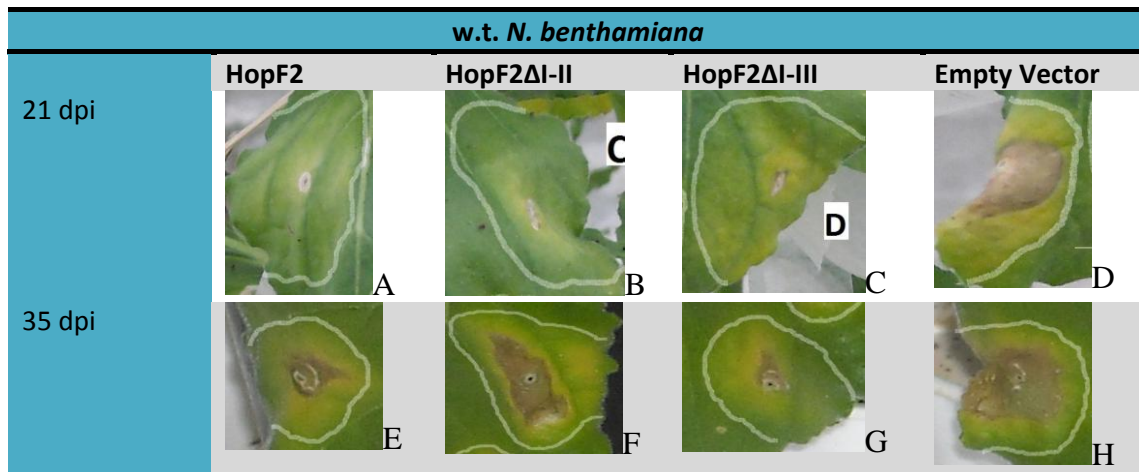 w.t. N. benthamiana
HopF2 HopF2ΔI-II HopF2ΔI-III Empty Vector
21 dpi
C
D
A B C D
35 dpi
E F G H